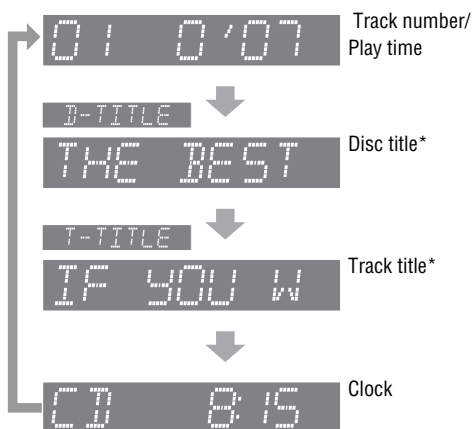 01 0'07
Track number/
Play time
D-TITLE
THE BEST
Disc title*
T-TITLE
IF YOU W
Track title*
CD 8:15
Clock